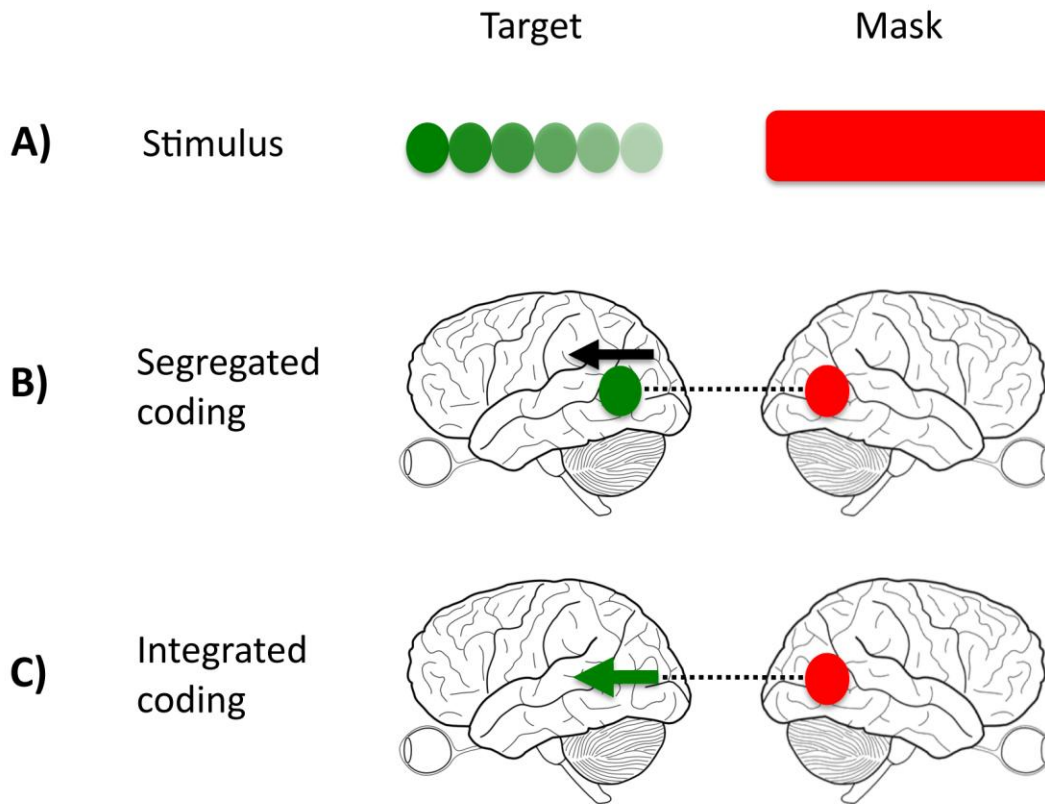 Target Mask
A) Stimulus
B) Segregated
coding
C) Integrated
coding